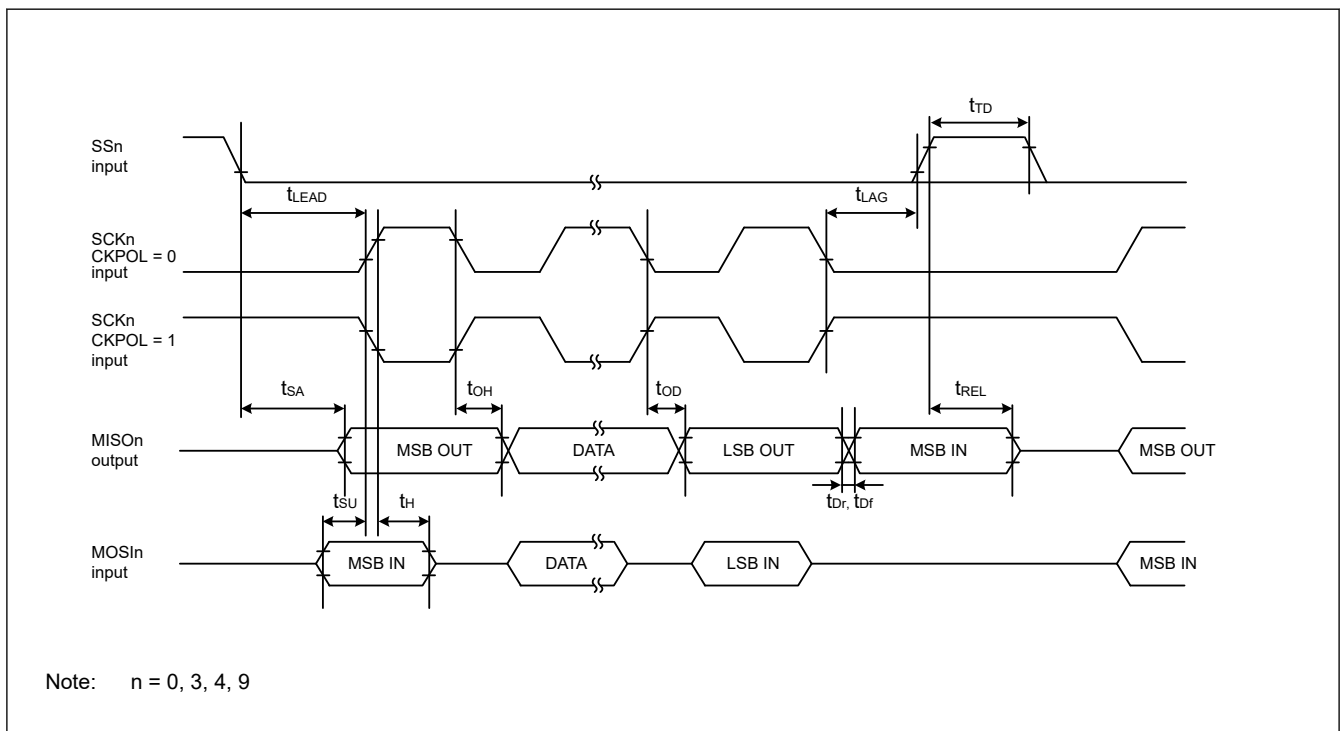 tTD
SSn
input
tLEAD
tLAG
SCKn
CKPOL = 0
input
SCKn
CKPOL = 1
input
tSA
tOH
tOD
tREL
MISOn
output
MSB OUT
DATA
LSB OUT
MSB IN
MSB OUT
tSU
tH
tDr, tDf
MOSIn
input
MSB IN
DATA
LSB IN
MSB IN
Note: n = 0, 3, 4, 9